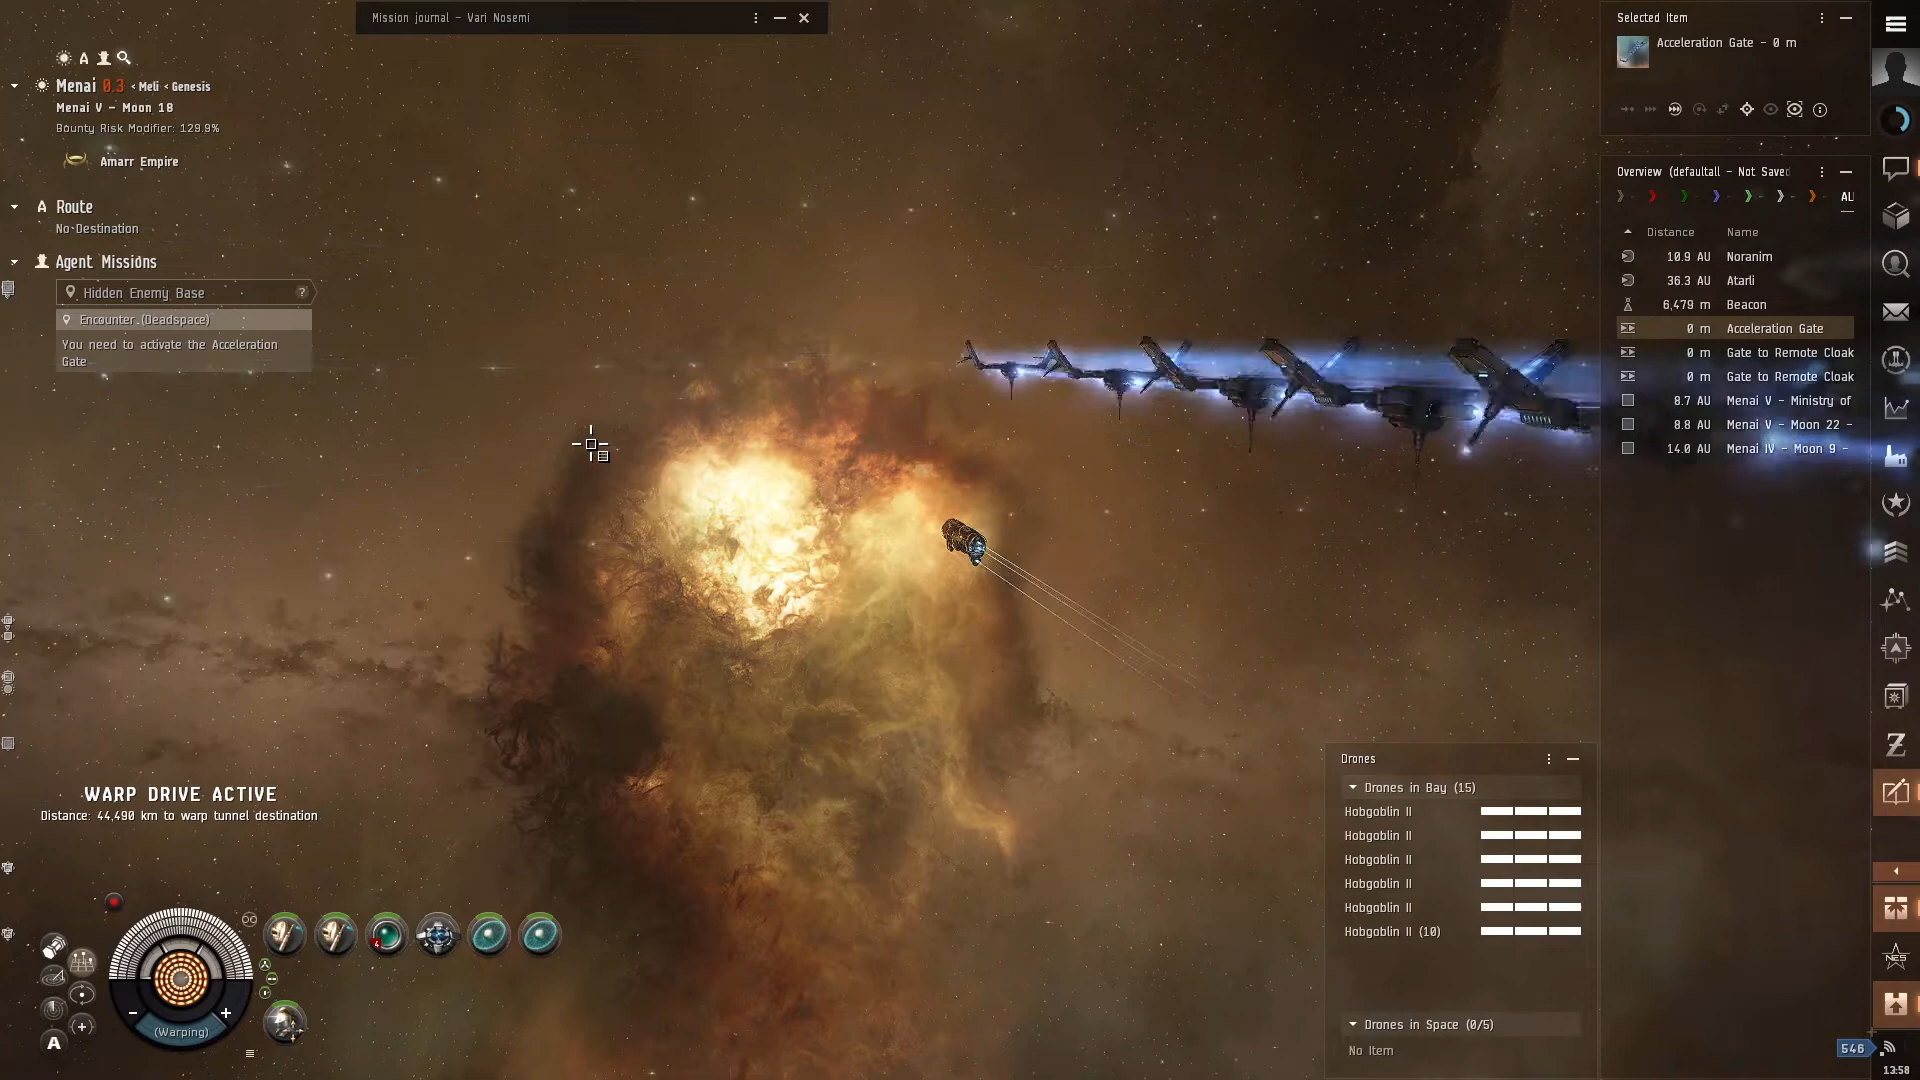 Mission journal - Vari Nosemi
Menai 0.3 < Meli < Genesis
Menai V - Moon 18
Bounty Risk Modifier: 129.9%
Amarr Empire
Route
No Destination
Agent Missions
Hidden Enemy Base
?
Encounter (Deadspace)
You need to activate the Acceleration
Gate
WARP DRIVE ACTIVE
Distance: 44,490 km to warp tunnel destination
4
(Warping)
A
Selected Item
Acceleration Gate - 0 m
Overview (defaultall - Not Saved
ALL
Distance Name
10.9 AU Noranim
36.3 AU Atarli
6,479 m Beacon
0 m Acceleration Gate
0 m Gate to Remote Cloak
0 m Gate to Remote Cloak
8.7 AU Menai V - Ministry of
8.8 AU Menai V - Moon 22 -
14.0 AU Menai IV - Moon 9 -
Drones
Drones in Bay (15)
Hobgoblin II
Hobgoblin II
Hobgoblin II
Hobgoblin II
Hobgoblin II
Hobgoblin II (10)
Drones in Space (0/5)
No Item
NES
546
13:58